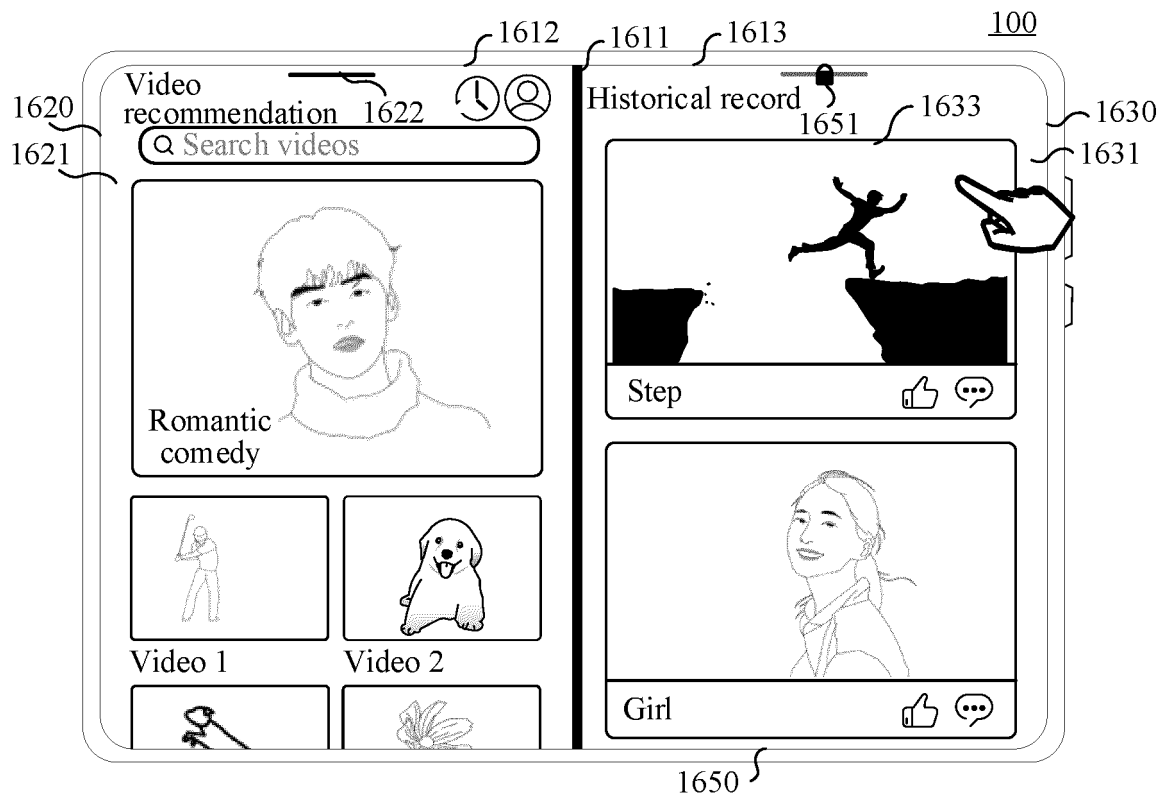 100
1612
1611
1613
Video
recommendation
1622
Historical record
1651
1633
1620
1630
1621
1631
Search videos
Romantic
comedy
Step
Video 1
Video 2
Girl
1650